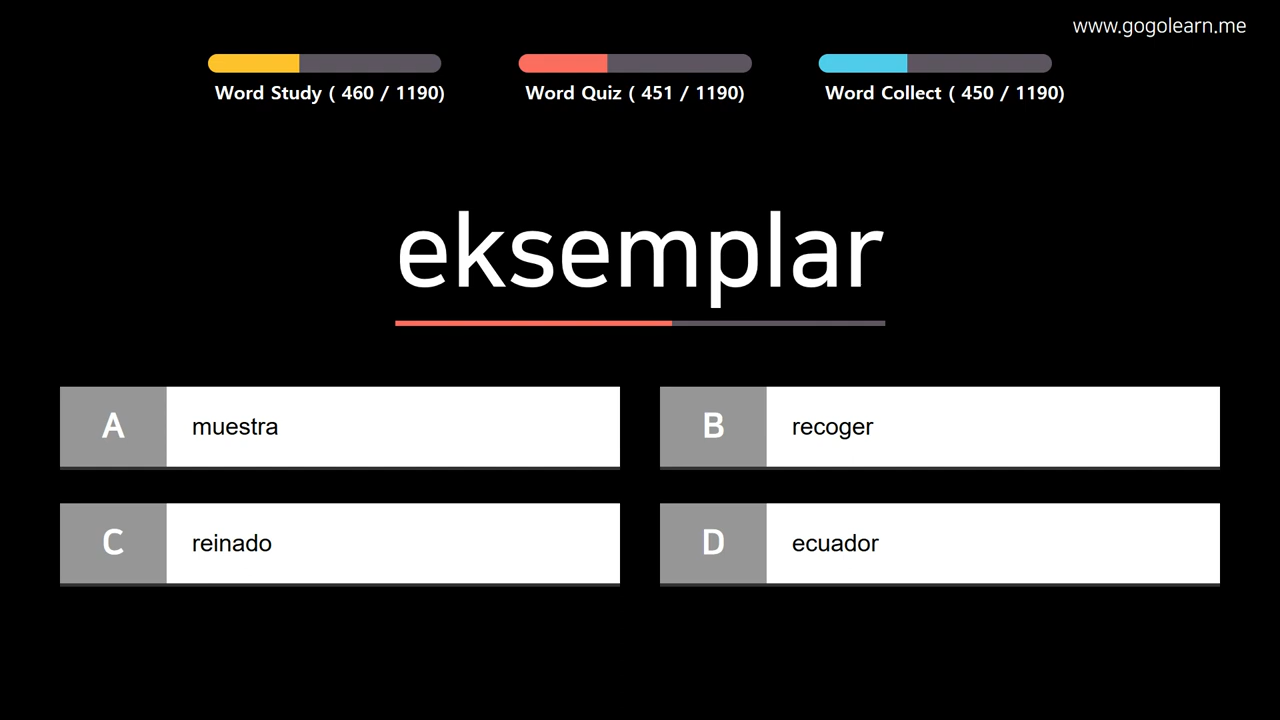 www.gogolearn.me
Word Study ( 460 / 1190)
Word Quiz ( 451 / 1190)
Word Collect ( 450 / 1190)
eksemplar
A
muestra
B
recoger
C
reinado
D
ecuador